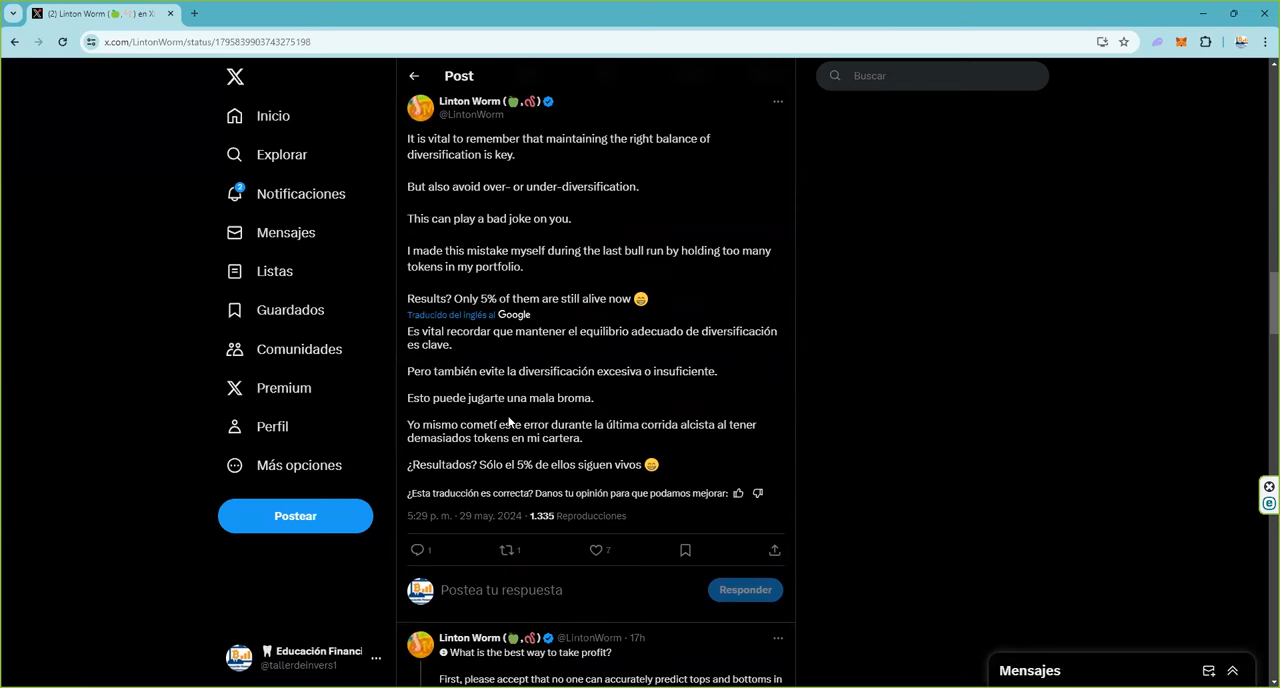 (2) Linton Worm (🍏,🪱) en X
x.com/LintonWorm/status/1795839903743275198
Post
Buscar
Inicio
Explorar
2
Notificaciones
Mensajes
Listas
Guardados
Comunidades
Premium
Perfil
Más opciones
Postear
Educación Financi
@tallerdeinvers1
Linton Worm (🍏,🪱)
@LintonWorm
It is vital to remember that maintaining the right balance of
diversification is key.
But also avoid over- or under-diversification.
This can play a bad joke on you.
I made this mistake myself during the last bull run by holding too many
tokens in my portfolio.
Results? Only 5% of them are still alive now 😁
Traducido del inglés al Google
Es vital recordar que mantener el equilibrio adecuado de diversificación
es clave.
Pero también evite la diversificación excesiva o insuficiente.
Esto puede jugarte una mala broma.
Yo mismo cometí este error durante la última corrida alcista al tener
demasiados tokens en mi cartera.
¿Resultados? Sólo el 5% de ellos siguen vivos 😁
¿Esta traducción es correcta? Danos tu opinión para que podamos mejorar:
5:29 p. m. · 29 may. 2024 · 1.335 Reproducciones
1
1
7
Postea tu respuesta
Responder
Linton Worm (🍏,🪱) @LintonWorm · 17h
❶ What is the best way to take profit?
First, please accept that no one can accurately predict tops and bottoms in
Mensajes